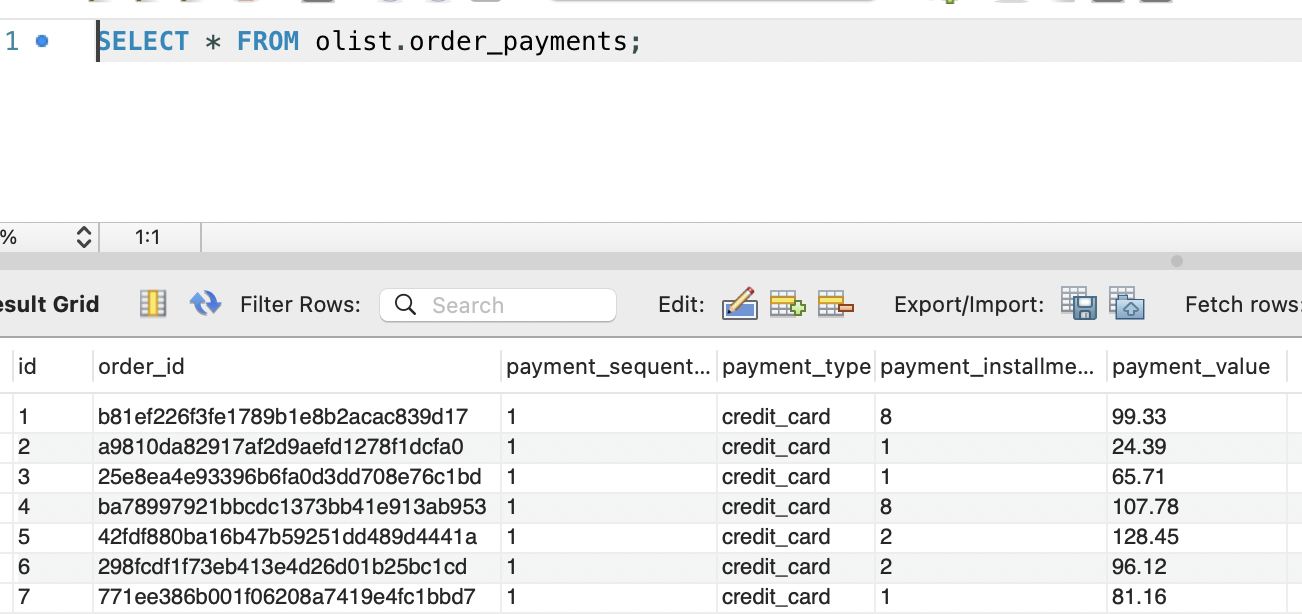 1 SELECT * FROM olist.order_payments;
% 1:1
esult Grid Filter Rows: Search Edit: Export/Import: Fetch rows:
id order_id payment_sequent... payment_type payment_installme... payment_value
1 b81ef226f3fe1789b1e8b2acac839d17 1 credit_card 8 99.33
2 a9810da82917af2d9aefd1278f1dcfa0 1 credit_card 1 24.39
3 25e8ea4e93396b6fa0d3dd708e76c1bd 1 credit_card 1 65.71
4 ba78997921bbcdc1373bb41e913ab953 1 credit_card 8 107.78
5 42fdf880ba16b47b59251dd489d4441a 1 credit_card 2 128.45
6 298fcdf1f73eb413e4d26d01b25bc1cd 1 credit_card 2 96.12
7 771ee386b001f06208a7419e4fc1bbd7 1 credit_card 1 81.16